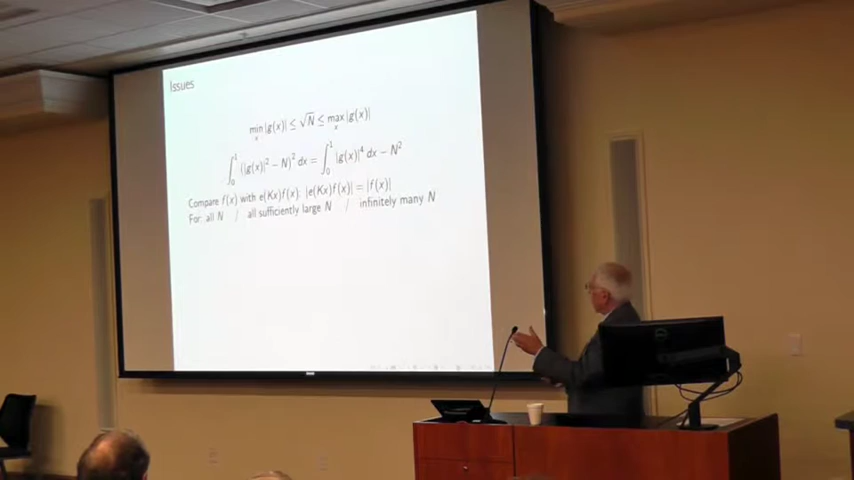 Issues
min_x |g(x)| ≤ √N ≤ max_x |g(x)|
∫_0^1 (|g(x)|² − N)² dx = ∫_0^1 |g(x)|⁴ dx − N²
Compare f(x) with e(Kx)f(x): |e(Kx)f(x)| = |f(x)|
For: all N / all sufficiently large N / infinitely many N